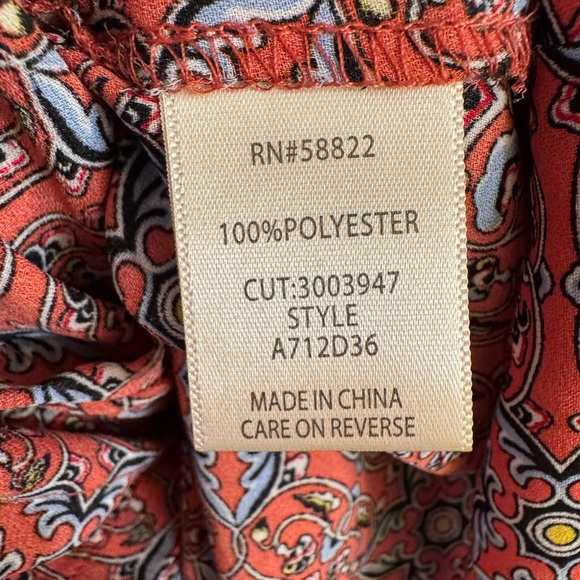 RN#58822
100%POLYESTER
CUT:3003947
STYLE
A712D36
MADE IN CHINA
CARE ON REVERSE